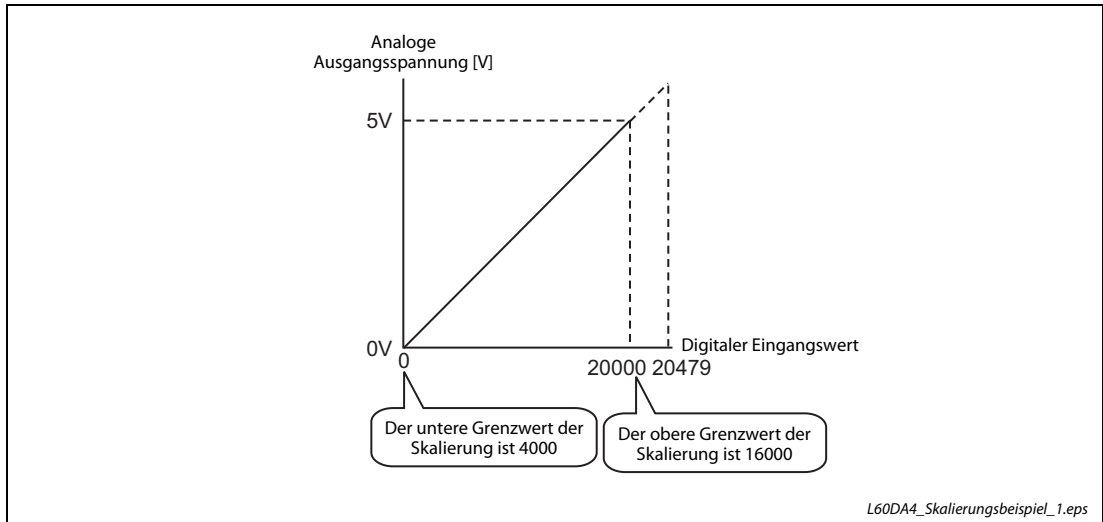 Analoge
Ausgangsspannung [V]
5V
0V
0
20000 20479
Digitaler Eingangswert
Der untere Grenzwert der
Skalierung ist 4000
Der obere Grenzwert der
Skalierung ist 16000
L60DA4_Skalierungsbeispiel_1.eps